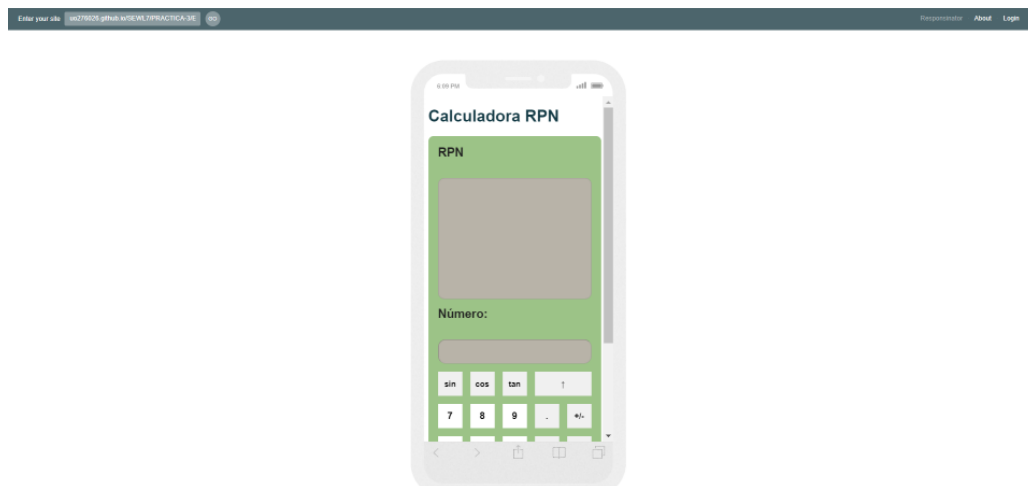 Enter your site uo278026.github.io/SEW/L7/PRACTICA-3/E GO Responsinator About Login
6:09 PM
Calculadora RPN
RPN
Número:
sin cos tan ↑
7 8 9 . +/-